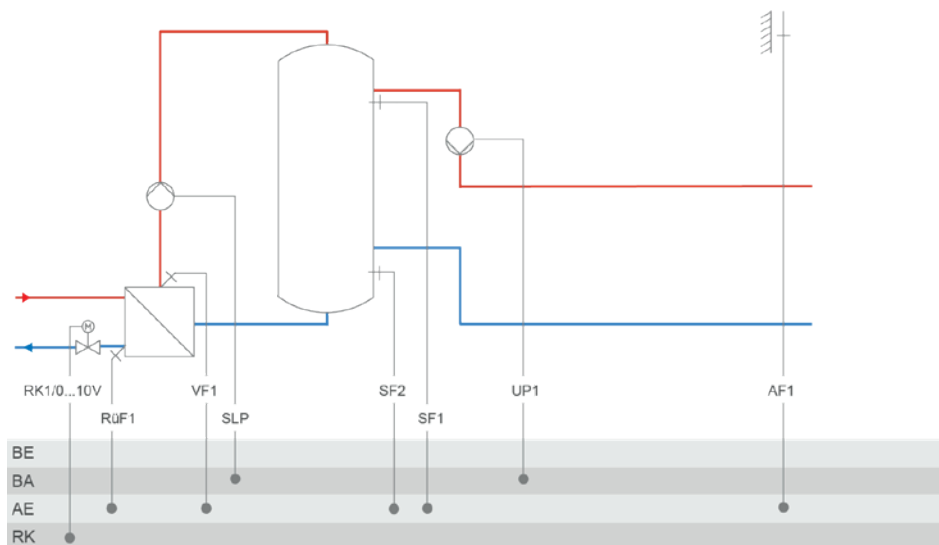 M
RK1/0...10V VF1 SF2 UP1 AF1
RüF1 SLP SF1
BE
BA
AE
RK